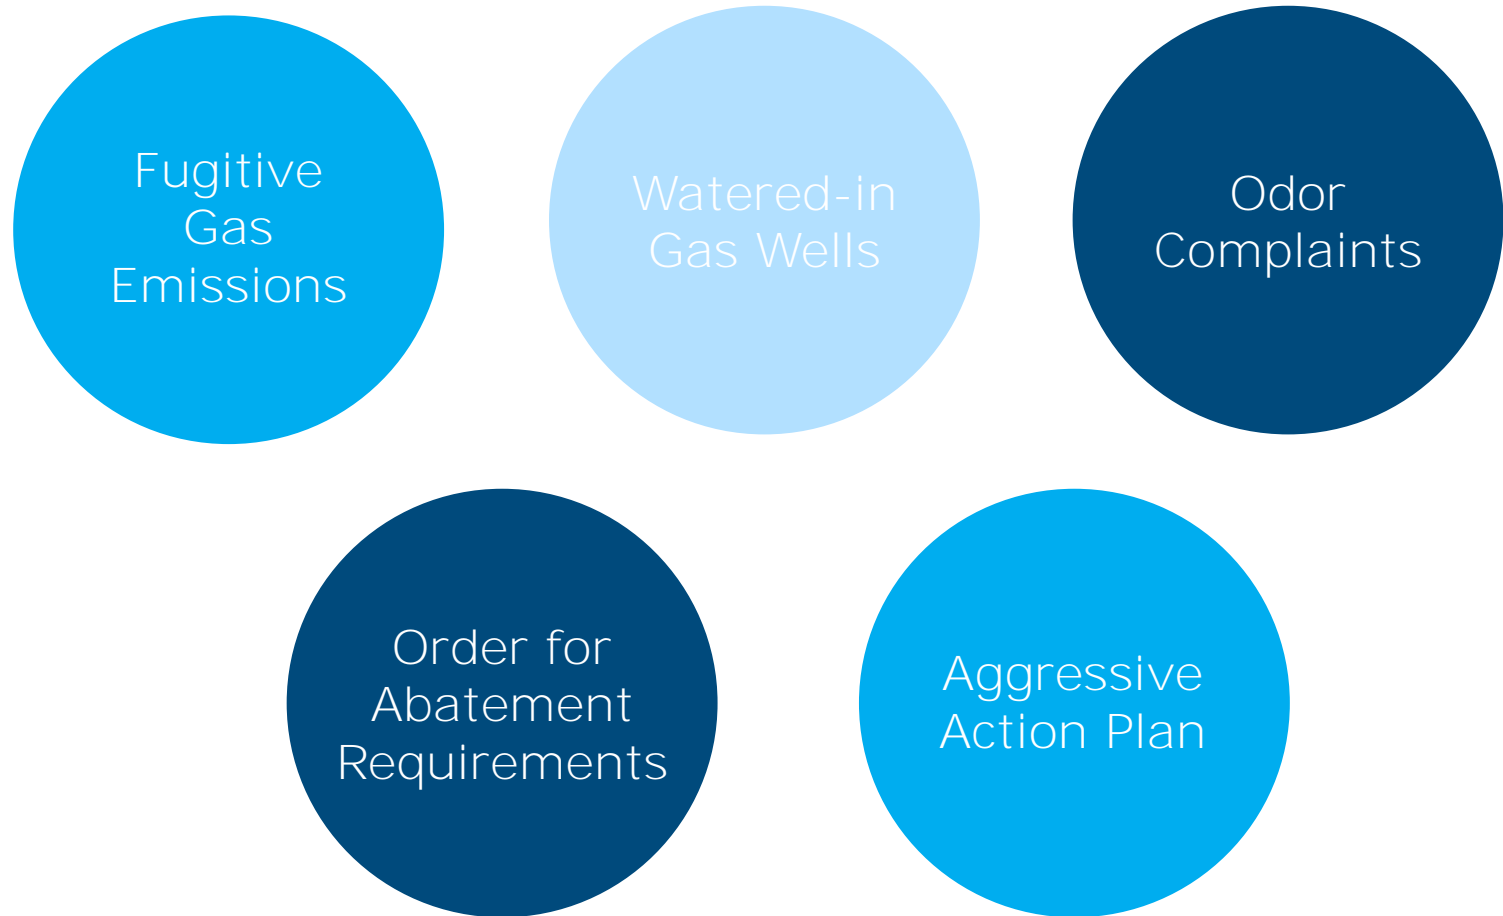 Fugitive
Gas
Emissions
Watered-in
Gas Wells
Odor
Complaints
Order for
Abatement
Requirements
Aggressive
Action Plan